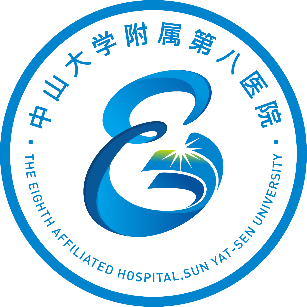 ·中山大学附属第八医院·
THE EIGHTH AFFILIATED HOSPITAL,SUN YAT-SEN UNIVERSITY